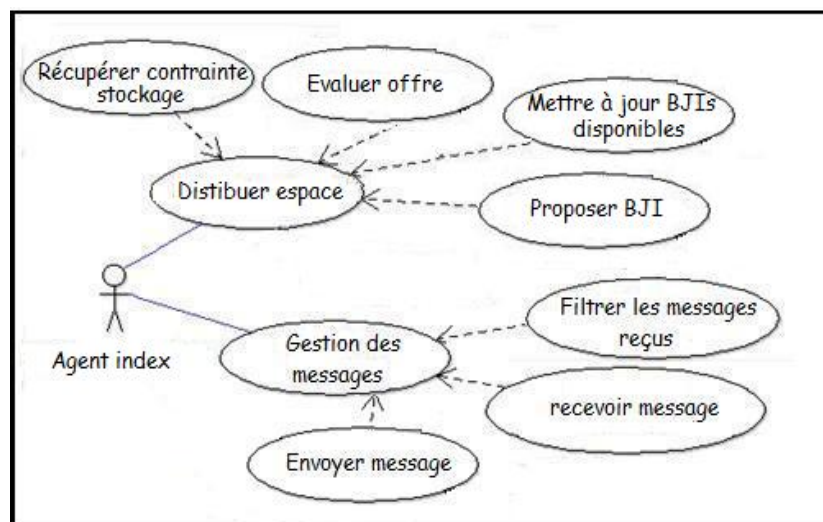 Récupérer contrainte
stockage
Evaluer offre
Mettre à jour BJIs
disponibles
Distibuer espace
Proposer BJI
Agent index
Gestion des
messages
Filtrer les messages
reçus
recevoir message
Envoyer message